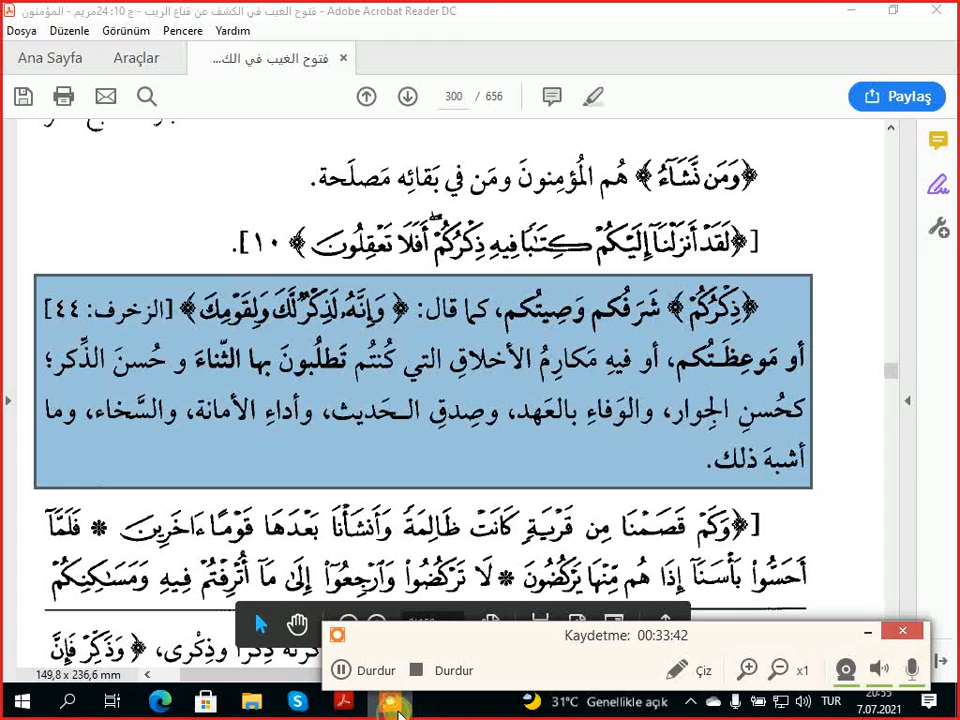 فتوح الغيب في الكشف عن قناع الريب - ج 10: 24مريم - المؤمنون - Adobe Acrobat Reader DC
Dosya Düzenle Görünüm Pencere Yardım
Ana Sayfa Araçlar فتوح الغيب في الك...
300 / 656 Paylaş
﴿وَمَن نَّشَآءُ﴾ هُم المُؤمِنونَ ومَن في بَقائِه مَصلَحة.
[﴿لَقَدْ أَنزَلْنَآ إِلَيْكُمْ كِتَٰبًا فِيهِ ذِكْرُكُمْ ۖ أَفَلَا تَعْقِلُونَ﴾ ١٠].
﴿ذِكْرُكُمْ﴾ شَرَفُكم وَصِيتُكم، كما قال: ﴿وَإِنَّهُۥ لَذِكْرٌ لَّكَ وَلِقَوْمِكَ﴾ [الزخرف: ٤٤]
أو مَوعِظَـتُكم، أو فيهِ مَكارِمُ الأخلاقِ التي كُنتُم تَطلُبونَ بها الثّناءَ و حُسنَ الذِّكر؛
كحُسنِ الجِوار، والوَفاءِ بالعَهد، وصِدقِ الـحَديث، وأداءِ الأمانة، والسَّخاء، وما
أشبهَ ذلك.
[﴿وَكَمْ قَصَمْنَا مِن قَرْيَةٍ كَانَتْ ظَالِمَةً وَأَنشَأْنَا بَعْدَهَا قَوْمًا ءَاخَرِينَ * فَلَمَّآ
أَحَسُّوا بَأْسَنَآ إِذَا هُم مِّنْهَا يَرْكُضُونَ * لَا تَرْكُضُوا وَٱرْجِعُوٓا إِلَىٰ مَآ أُتْرِفْتُمْ فِيهِ وَمَسَٰكِنِكُمْ
ذِكْرًا وذِكْرى، ﴿وَذَكِّرْ فَإِنَّ
Kaydetme: 00:33:42
Durdur Durdur Çiz x1
149,8 x 236,6 mm
31°C Genellikle açık TUR 20:55
7.07.2021